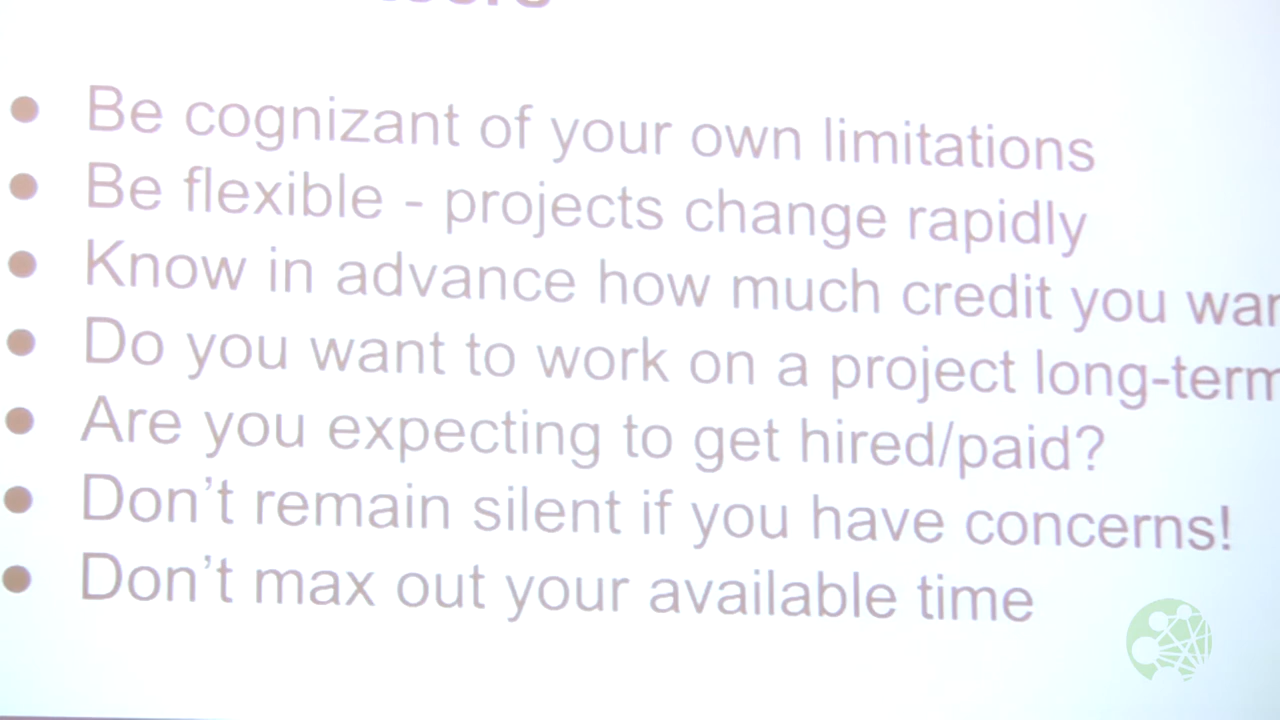 Be cognizant of your own limitations
Be flexible - projects change rapidly
Know in advance how much credit you
Do you want to work on a project long-term
Are you expecting to get hired/paid?
Don't remain silent if you have concerns!
Don't max out your available time